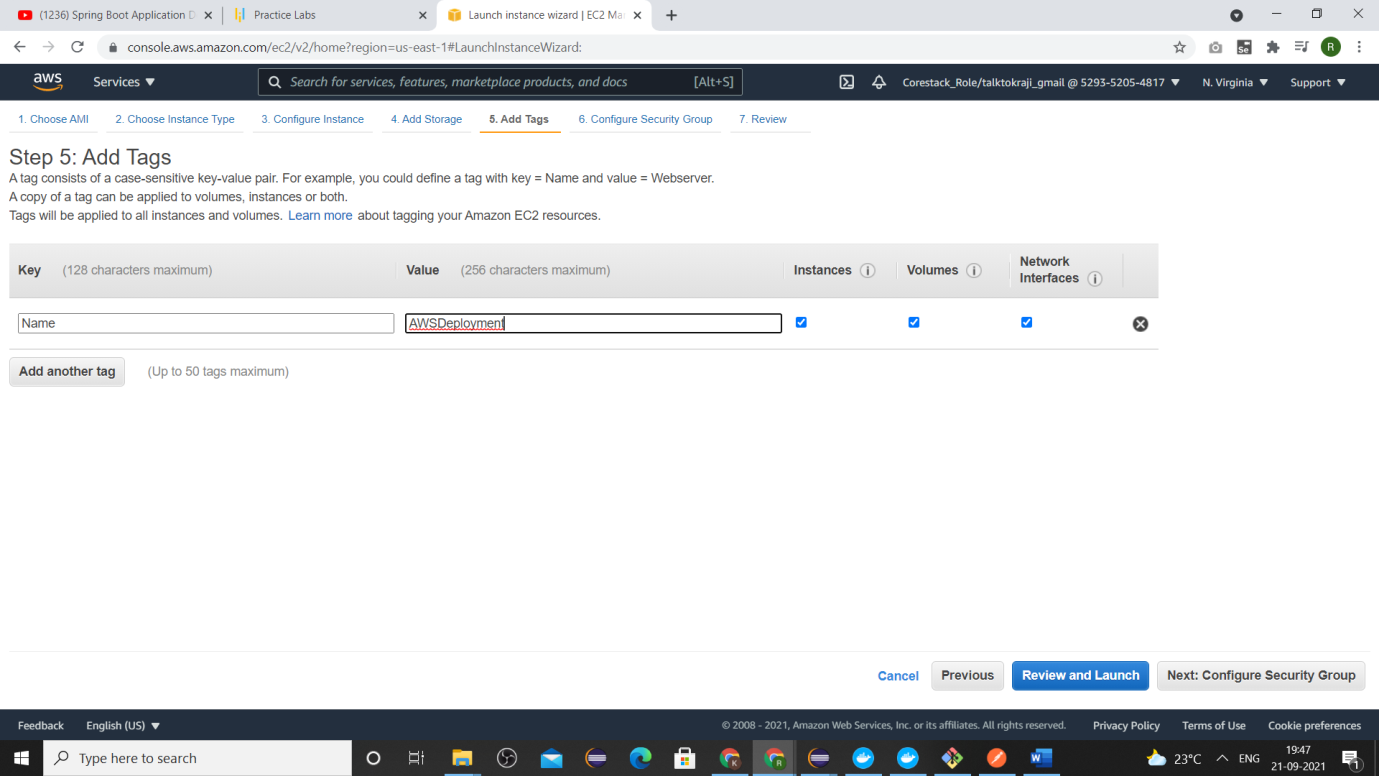 (1236) Spring Boot Application D
Practice Labs
Launch instance wizard | EC2 Ma
console.aws.amazon.com/ec2/v2/home?region=us-east-1#LaunchInstanceWizard:
Se
R
aws
Services
Search for services, features, marketplace products, and docs
[Alt+S]
Corestack_Role/talktokraji_gmail @ 5293-5205-4817
N. Virginia
Support
1. Choose AMI
2. Choose Instance Type
3. Configure Instance
4. Add Storage
5. Add Tags
6. Configure Security Group
7. Review
Step 5: Add Tags
A tag consists of a case-sensitive key-value pair. For example, you could define a tag with key = Name and value = Webserver.
A copy of a tag can be applied to volumes, instances or both.
Tags will be applied to all instances and volumes. Learn more about tagging your Amazon EC2 resources.
Key (128 characters maximum)
Value (256 characters maximum)
Instances
Volumes
Network
Interfaces
Name
AWSDeployment
Add another tag
(Up to 50 tags maximum)
Cancel
Previous
Review and Launch
Next: Configure Security Group
Feedback
English (US)
© 2008 - 2021, Amazon Web Services, Inc. or its affiliates. All rights reserved.
Privacy Policy
Terms of Use
Cookie preferences
Type here to search
K
R
W
23°C
ENG
19:47
21-09-2021
1